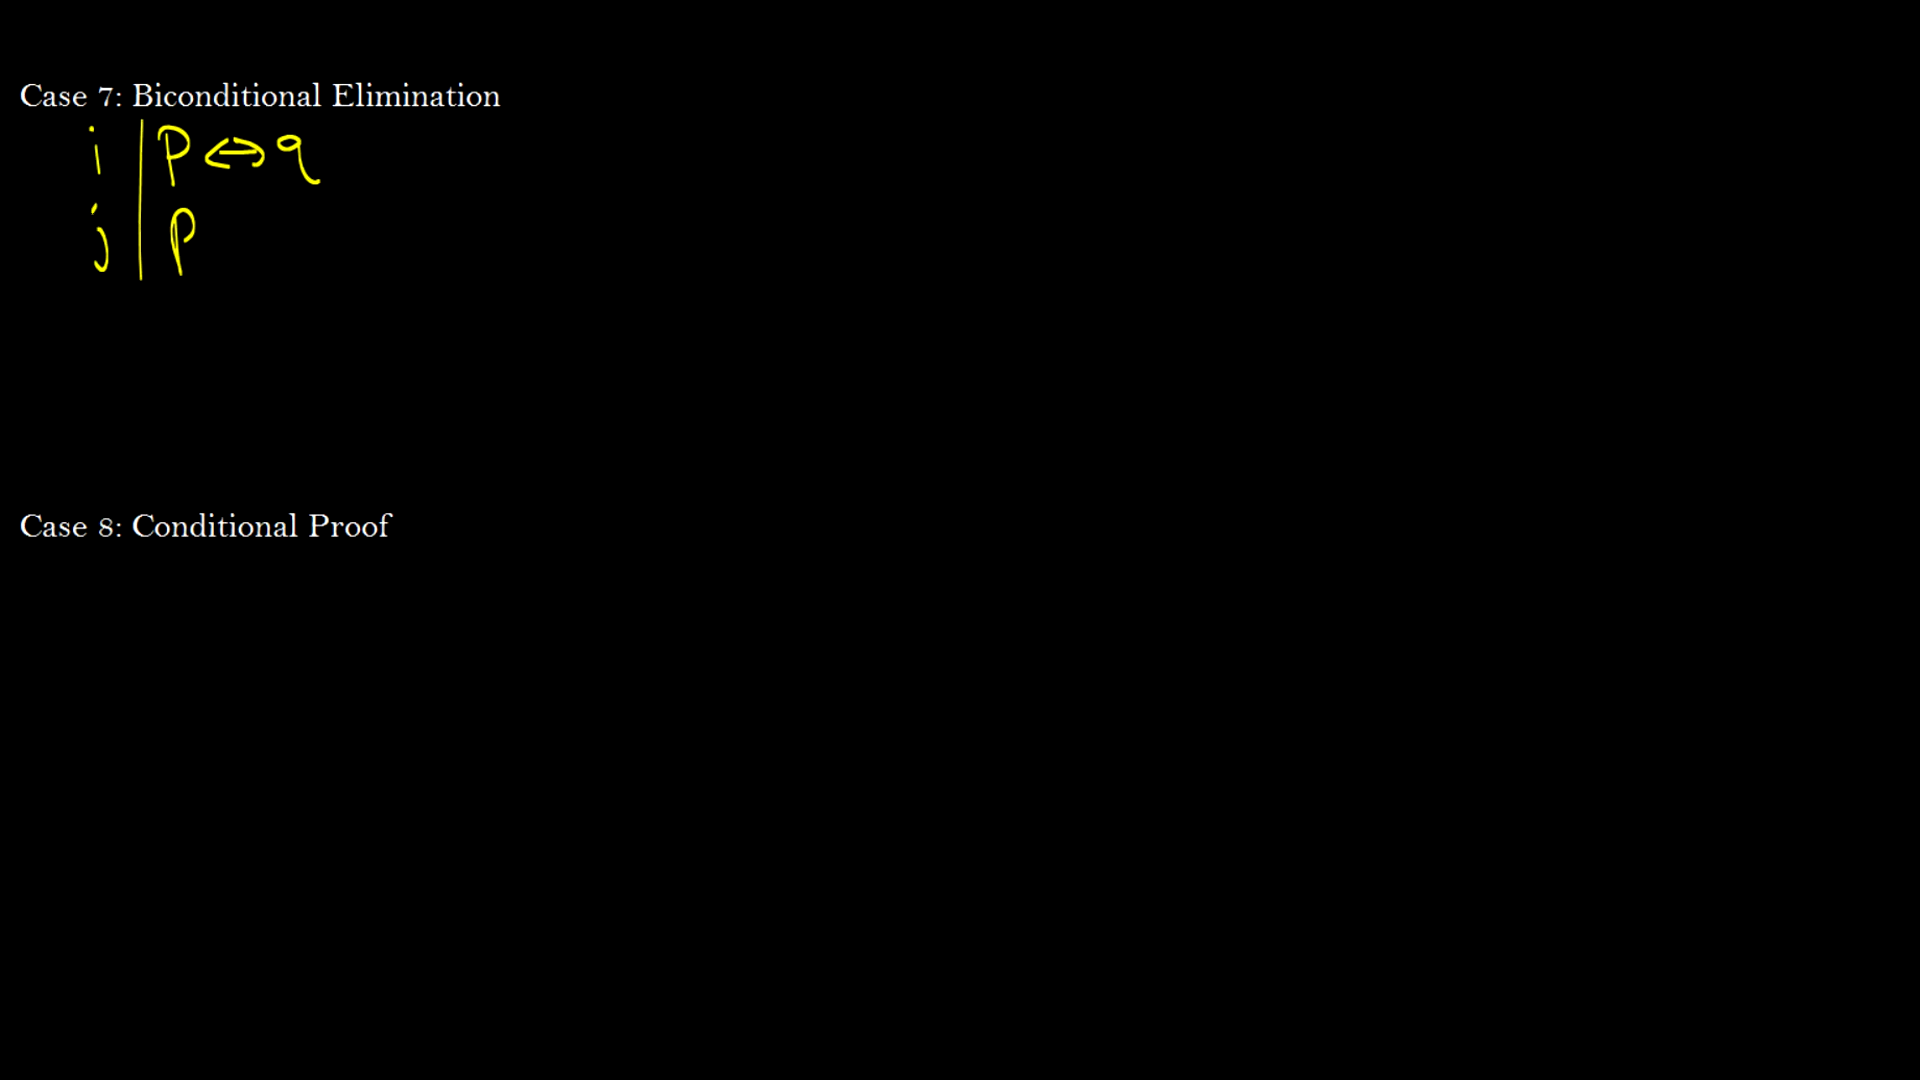 Case 7: Biconditional Elimination
i | P ⇔ q
j | P
Case 8: Conditional Proof